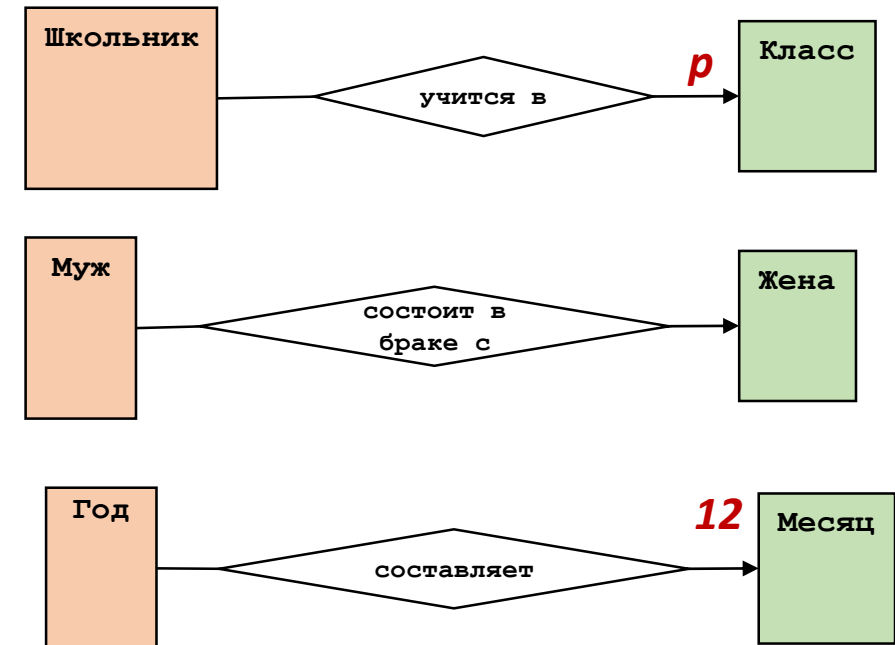 Школьник
учится в
р
Класс
Муж
состоит в
браке с
Жена
Год
составляет
12
Месяц